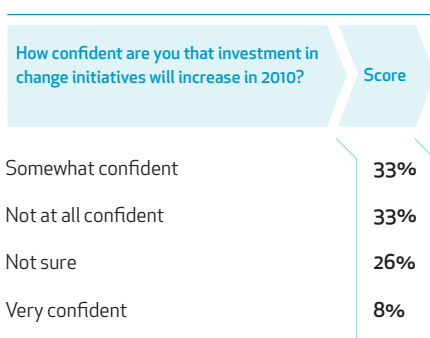 How confident are you that investment in
change initiatives will increase in 2010?
Score
Somewhat confident 33%
Not at all confident 33%
Not sure 26%
Very confident 8%